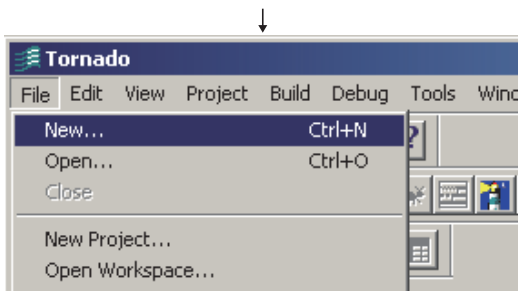 Tornado
File Edit View Project Build Debug Tools
New... Ctrl+N
Open... Ctrl+O
Close
New Project...
Open Workspace...